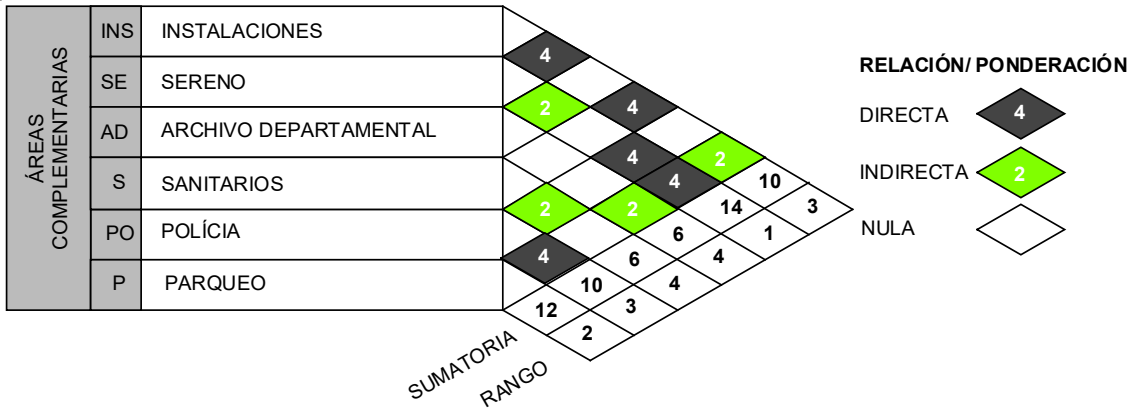 ÁREAS
COMPLEMENTARIAS
INS INSTALACIONES
SE SERENO
AD ARCHIVO DEPARTAMENTAL
S SANITARIOS
PO POLÍCIA
P PARQUEO
4
2 4
4 2
2 2 4
4
10
14
6
6
10
12
3
1
4
4
3
2
SUMATORIA
RANGO
RELACIÓN/ PONDERACIÓN
DIRECTA 4
INDIRECTA 2
NULA